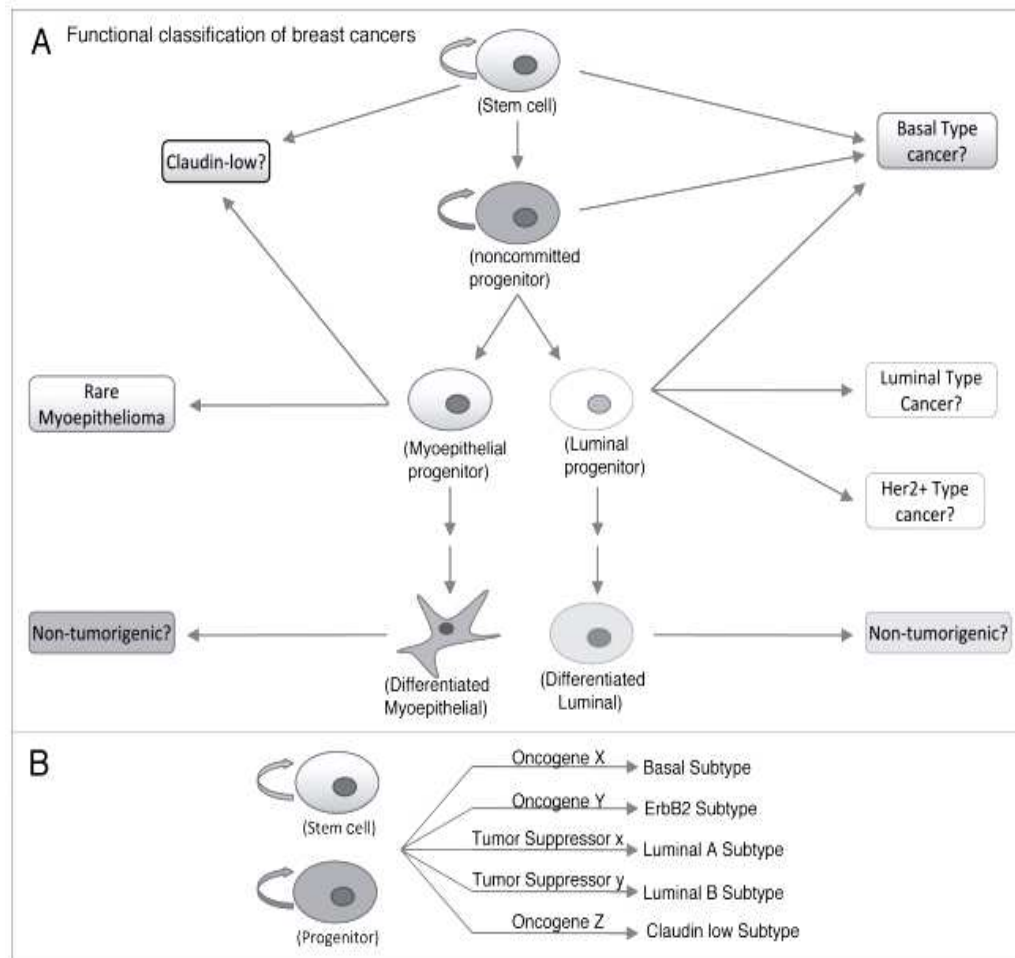 A Functional classification of breast cancers
(Stem cell)
Claudin-low?
Basal Type
cancer?
(noncommitted
progenitor)
Rare
Myoepithelioma
(Myoepithelial
progenitor)
(Luminal
progenitor)
Luminal Type
Cancer?
Her2+ Type
cancer?
Non-tumorigenic?
(Differentiated
Myoepithelial)
(Differentiated
Luminal)
Non-tumorigenic?
B
(Stem cell)
(Progenitor)
Oncogene X Basal Subtype
Oncogene Y ErbB2 Subtype
Tumor Suppressor x Luminal A Subtype
Tumor Suppressor y Luminal B Subtype
Oncogene Z Claudin low Subtype